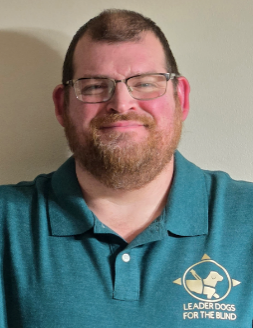 LEADER DOGS
FOR THE BLIND